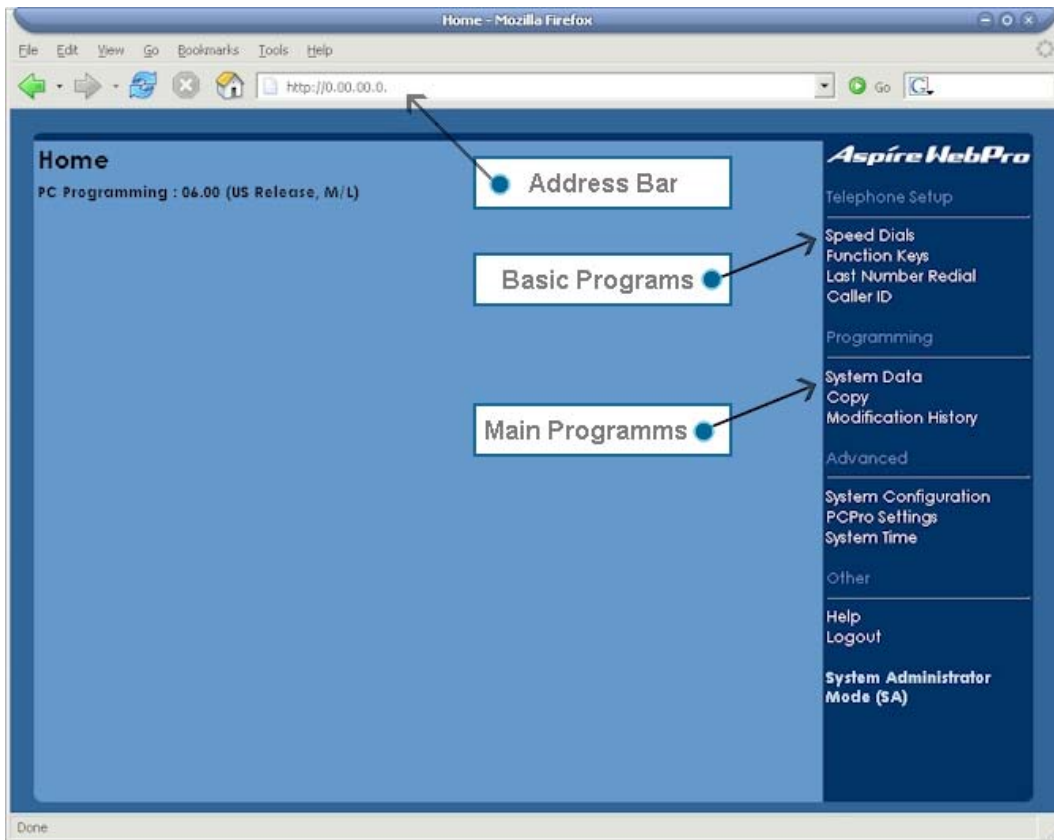 Home - Mozilla Firefox
File Edit View Go Bookmarks Tools Help
http://0.00.00.0.
Go
G
Home
PC Programming : 06.00 (US Release, M/L)
Address Bar
Basic Programs
Main Programms
Aspire WebPro
Telephone Setup
Speed Dials
Function Keys
Last Number Redial
Caller ID
Programming
System Data
Copy
Modification History
Advanced
System Configuration
PCPro Settings
System Time
Other
Help
Logout
System Administrator
Mode (SA)
Done